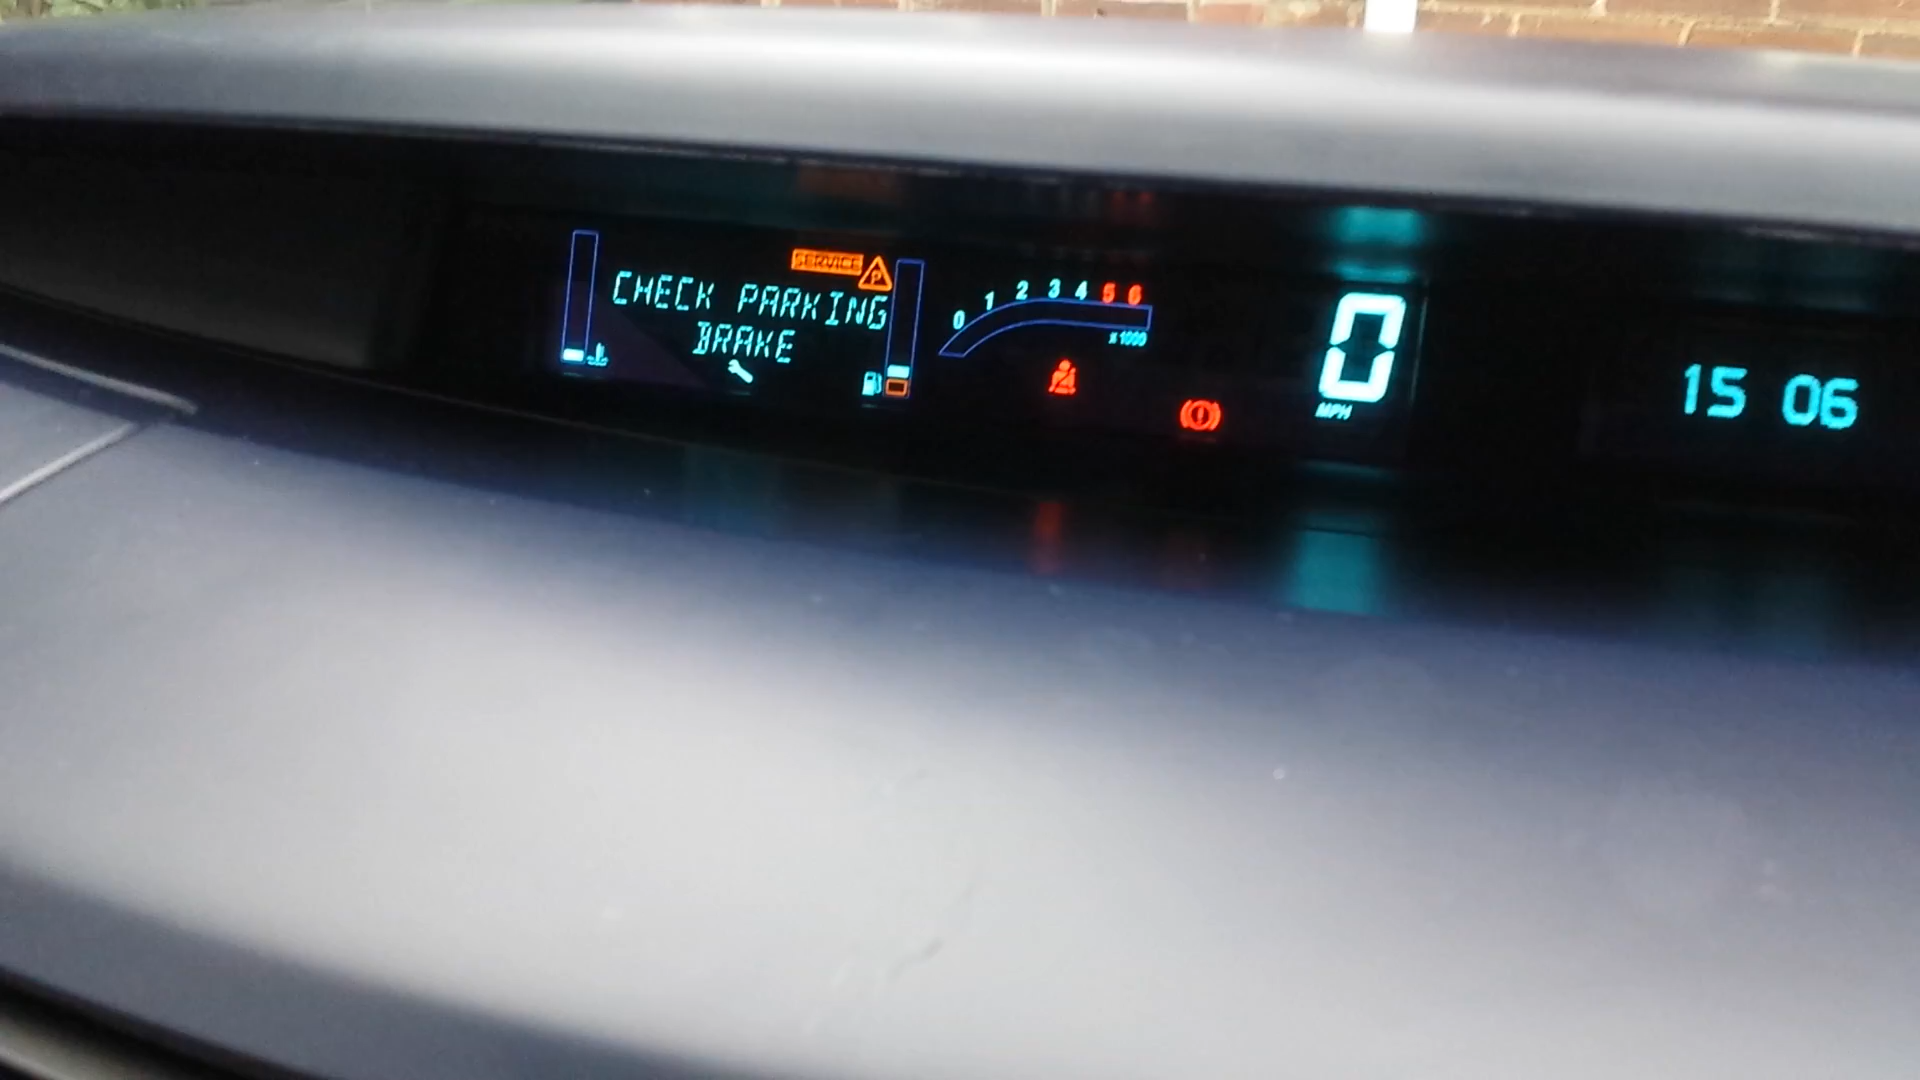 SERVICE
P
CHECK PARKING
BRAKE
0 1 2 3 4 5 6
x1000
0
MPH
15 06